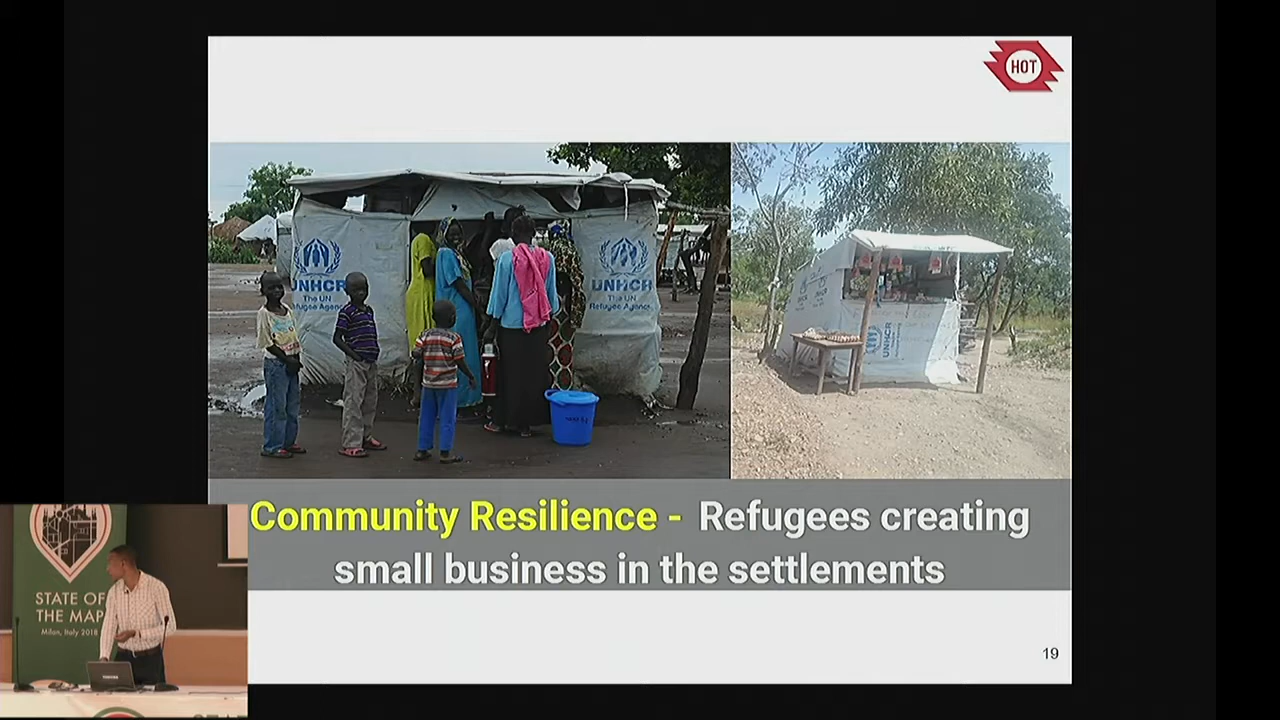 HOT
UNHCR
The UN
Refugee Agency
UNHCR
The UN
Refugee Agency
UNHCR
Community Resilience - Refugees creating
small business in the settlements
STATE OF
THE MAP
Milan, Italy 2018
19